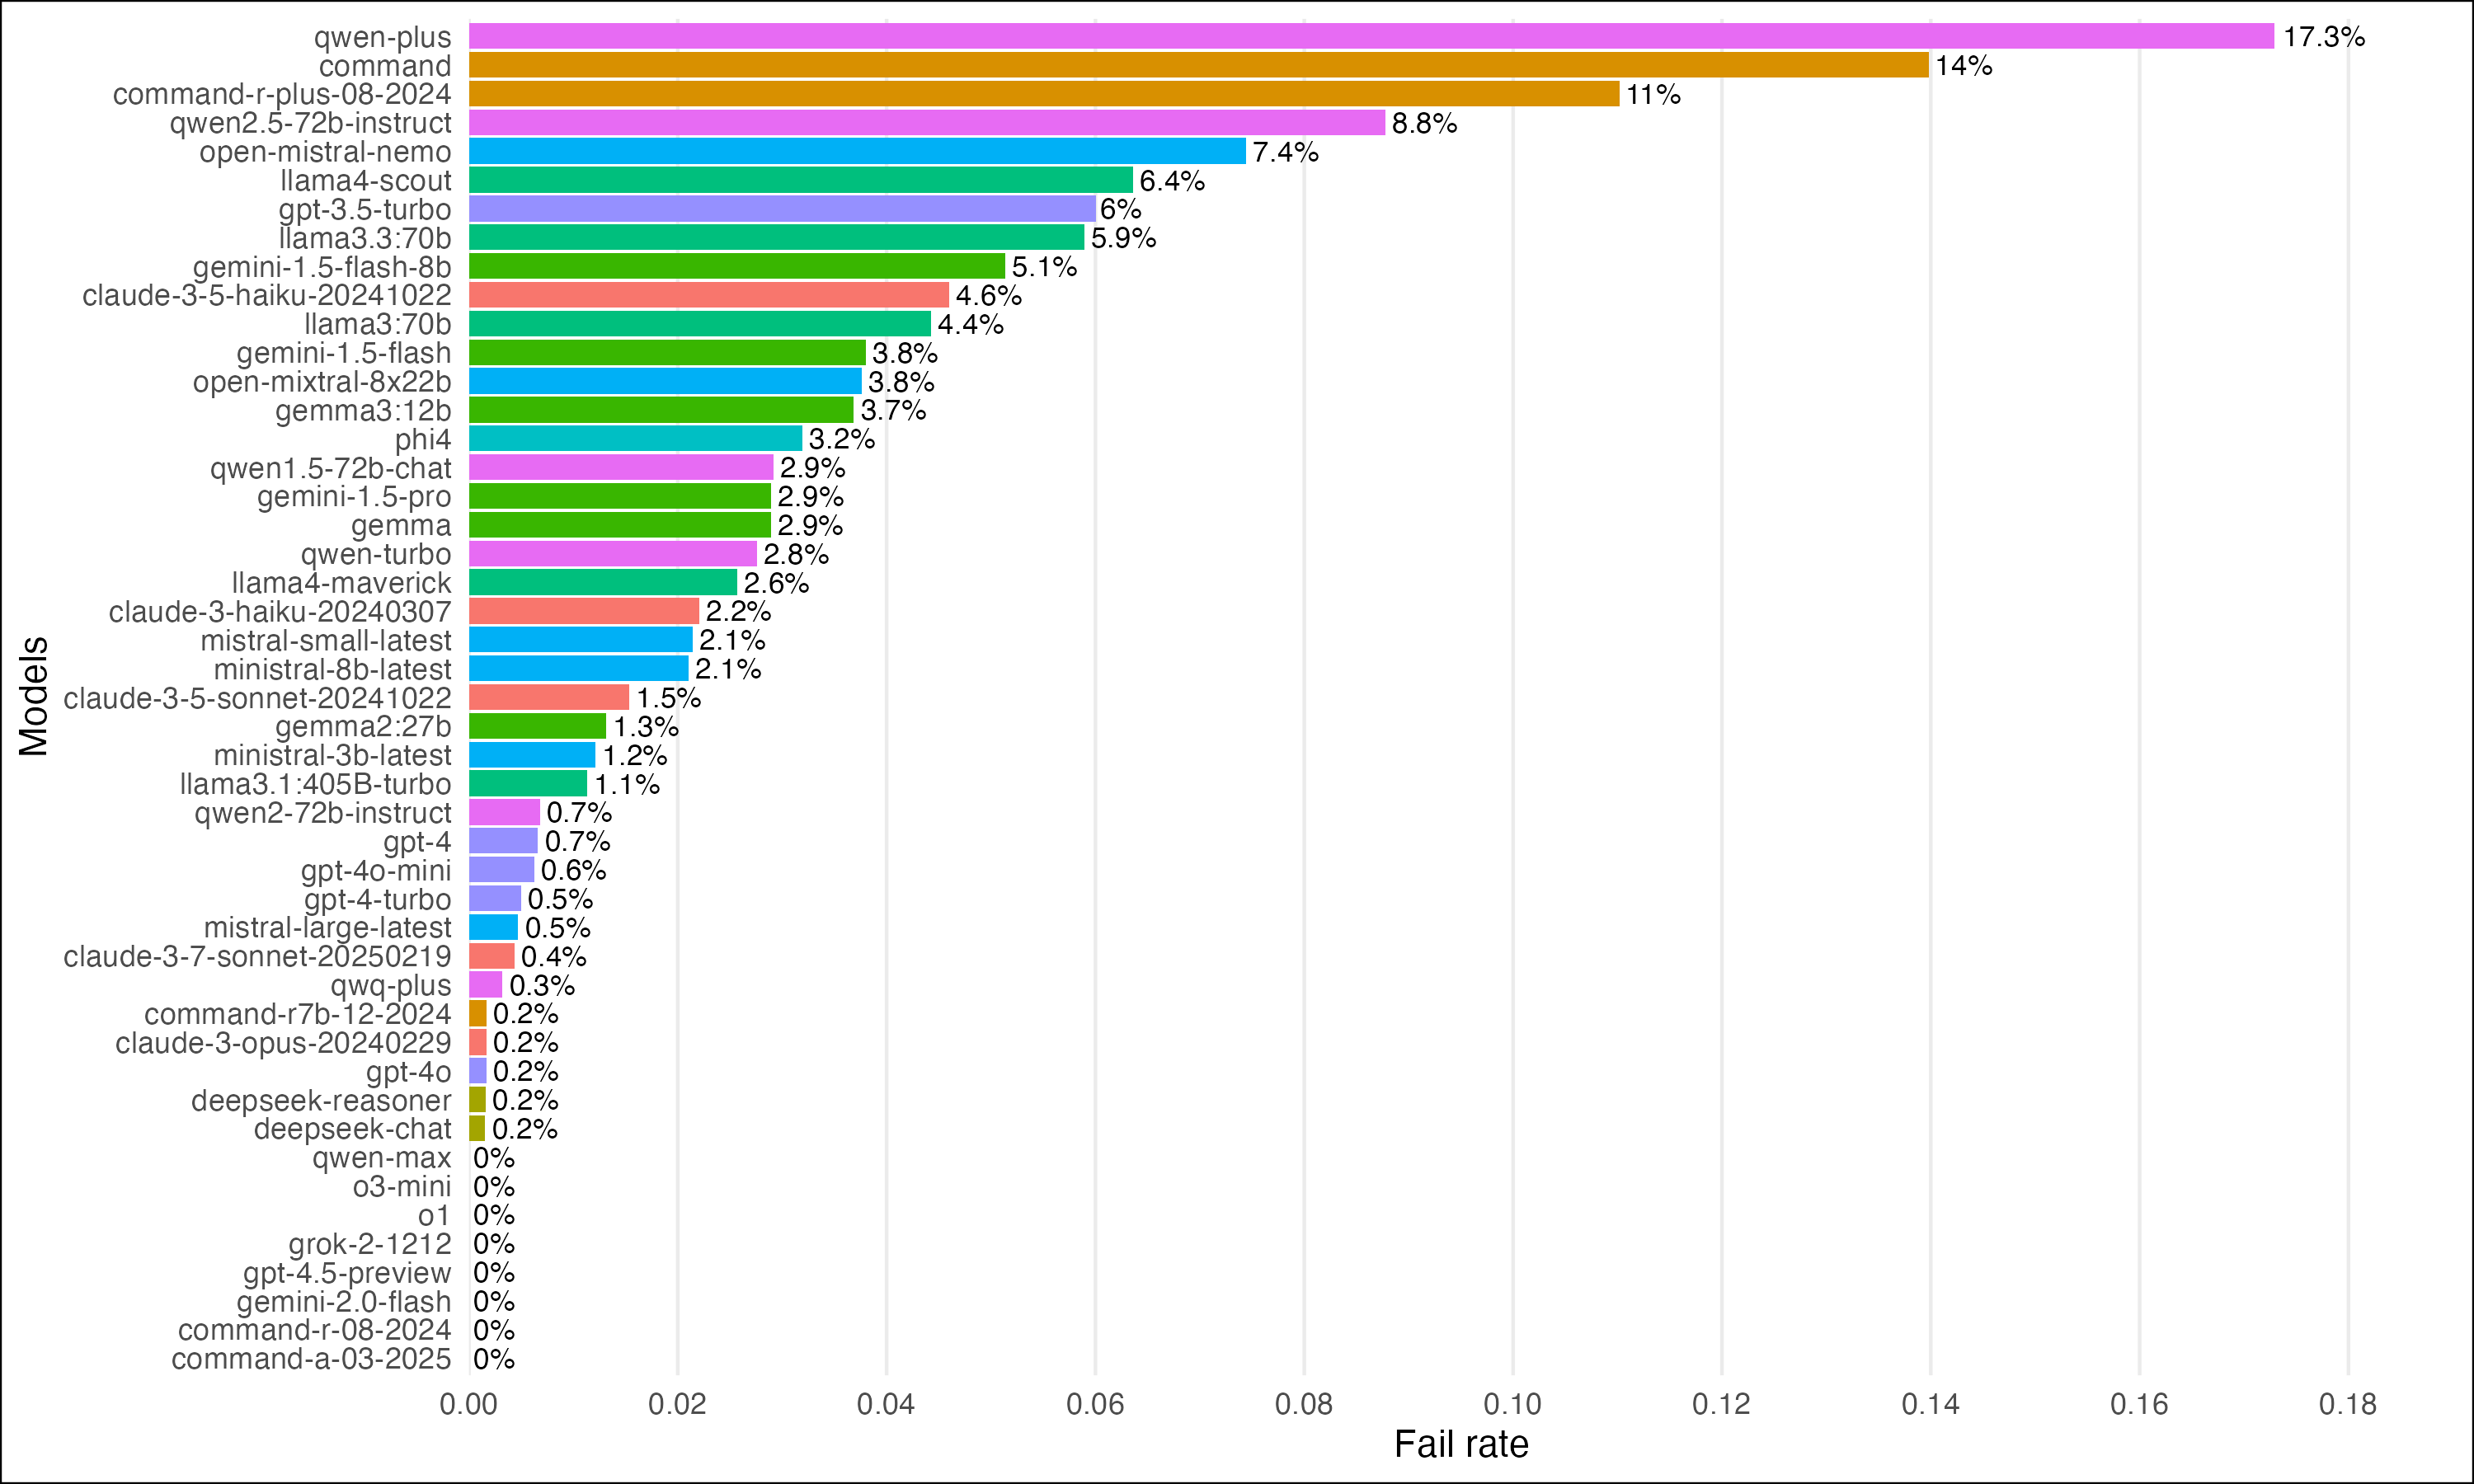 qwen-plus 17.3%
command 14%
command-r-plus-08-2024 11%
qwen2.5-72b-instruct 8.8%
open-mistral-nemo 7.4%
llama4-scout 6.4%
gpt-3.5-turbo 6%
llama3.3:70b 5.9%
gemini-1.5-flash-8b 5.1%
claude-3-5-haiku-20241022 4.6%
llama3:70b 4.4%
gemini-1.5-flash 3.8%
open-mixtral-8x22b 3.8%
gemma3:12b 3.7%
phi4 3.2%
qwen1.5-72b-chat 2.9%
gemini-1.5-pro 2.9%
gemma 2.9%
qwen-turbo 2.8%
llama4-maverick 2.6%
claude-3-haiku-20240307 2.2%
mistral-small-latest 2.1%
ministral-8b-latest 2.1%
claude-3-5-sonnet-20241022 1.5%
gemma2:27b 1.3%
ministral-3b-latest 1.2%
llama3.1:405B-turbo 1.1%
qwen2-72b-instruct 0.7%
gpt-4 0.7%
gpt-4o-mini 0.6%
gpt-4-turbo 0.5%
mistral-large-latest 0.5%
claude-3-7-sonnet-20250219 0.4%
qwq-plus 0.3%
command-r7b-12-2024 0.2%
claude-3-opus-20240229 0.2%
gpt-4o 0.2%
deepseek-reasoner 0.2%
deepseek-chat 0.2%
qwen-max 0%
o3-mini 0%
o1 0%
grok-2-1212 0%
gpt-4.5-preview 0%
gemini-2.0-flash 0%
command-r-08-2024 0%
command-a-03-2025 0%
Models
0.00 0.02 0.04 0.06 0.08 0.10 0.12 0.14 0.16 0.18
Fail rate